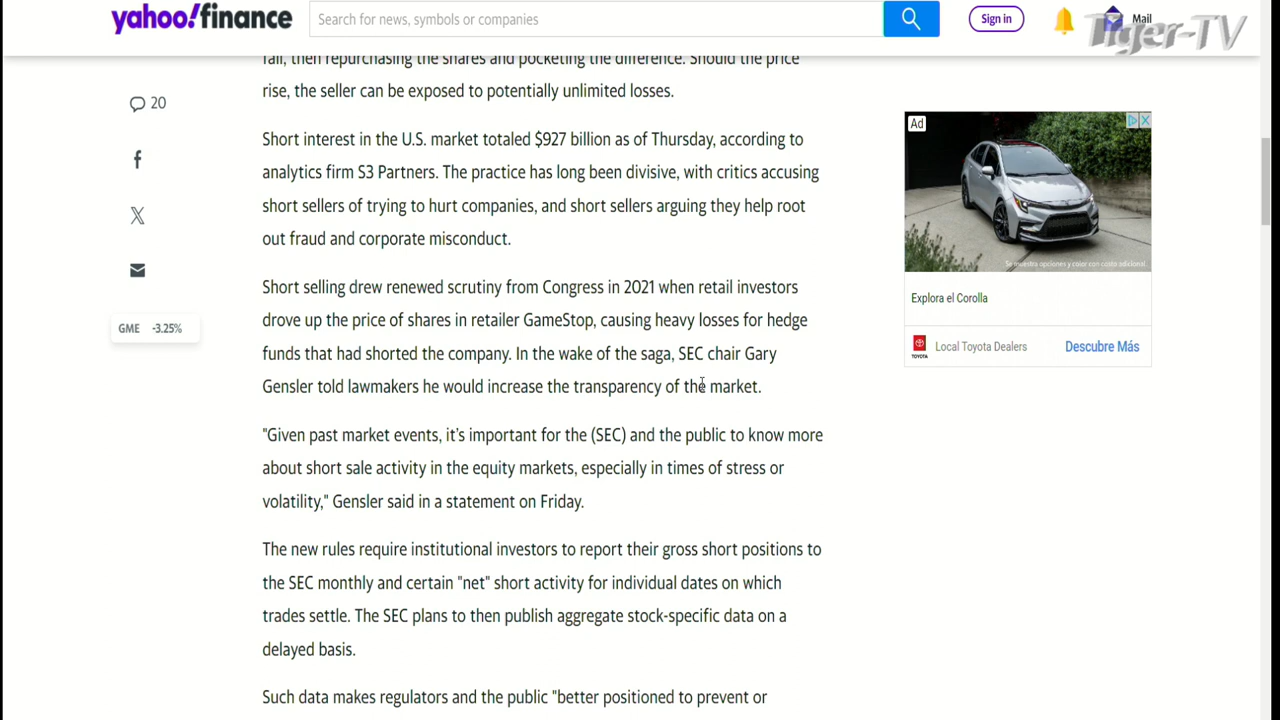 yahoo!finance
Search for news, symbols or companies
Sign in
Mail
Tiger-TV
fall, then repurchasing the shares and pocketing the difference. Should the price
rise, the seller can be exposed to potentially unlimited losses.
20
Short interest in the U.S. market totaled $927 billion as of Thursday, according to
analytics firm S3 Partners. The practice has long been divisive, with critics accusing
short sellers of trying to hurt companies, and short sellers arguing they help root
out fraud and corporate misconduct.
Short selling drew renewed scrutiny from Congress in 2021 when retail investors
drove up the price of shares in retailer GameStop, causing heavy losses for hedge
funds that had shorted the company. In the wake of the saga, SEC chair Gary
Gensler told lawmakers he would increase the transparency of the market.
GME -3.25%
"Given past market events, it's important for the (SEC) and the public to know more
about short sale activity in the equity markets, especially in times of stress or
volatility," Gensler said in a statement on Friday.
The new rules require institutional investors to report their gross short positions to
the SEC monthly and certain "net" short activity for individual dates on which
trades settle. The SEC plans to then publish aggregate stock-specific data on a
delayed basis.
Such data makes regulators and the public "better positioned to prevent or
Ad
Se muestra opciones y color con costo adicional.
Explora el Corolla
TOYOTA
Local Toyota Dealers
Descubre Más